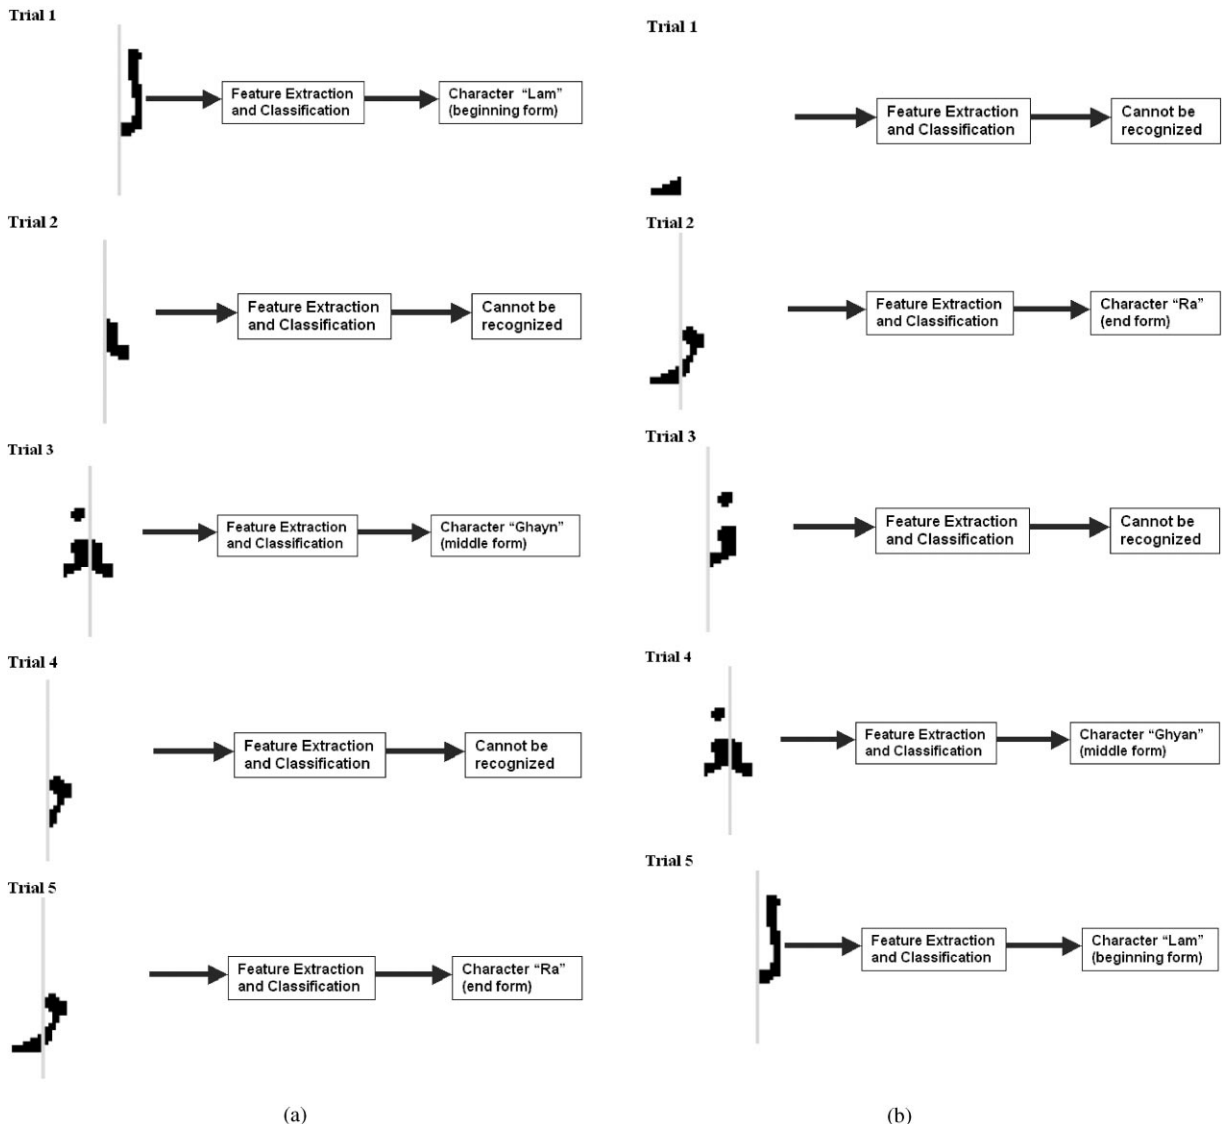 Trial 1
Feature Extraction
and Classification
Character “Lam”
(beginning form)
Trial 2
Feature Extraction
and Classification
Cannot be
recognized
Trial 3
Feature Extraction
and Classification
Character “Ghayn”
(middle form)
Trial 4
Feature Extraction
and Classification
Cannot be
recognized
Trial 5
Feature Extraction
and Classification
Character “Ra”
(end form)
(a)
Trial 1
Feature Extraction
and Classification
Cannot be
recognized
Trial 2
Feature Extraction
and Classification
Character “Ra”
(end form)
Trial 3
Feature Extraction
and Classification
Cannot be
recognized
Trial 4
Feature Extraction
and Classification
Character “Ghyan”
(middle form)
Trial 5
Feature Extraction
and Classification
Character “Lam”
(beginning form)
(b)